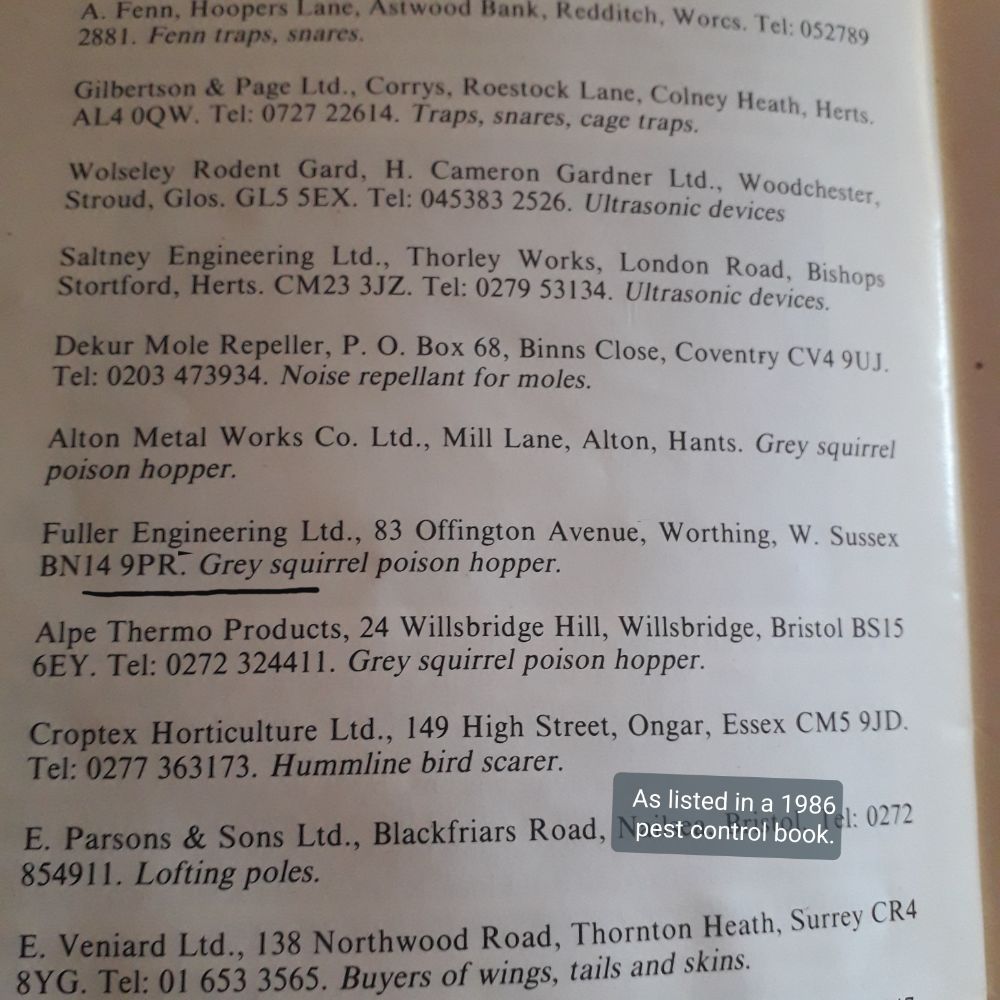 A. Fenn, Hoopers Lane, Astwood Bank, Redditch, Worcs. Tel: 052789
2881. Fenn traps, snares.
Gilbertson & Page Ltd., Corrys, Roestock Lane, Colney Heath, Herts.
AL4 0QW. Tel: 0727 22614. Traps, snares, cage traps.
Wolseley Rodent Gard, H. Cameron Gardner Ltd., Woodchester,
Stroud, Glos. GL5 5EX. Tel: 045383 2526. Ultrasonic devices
Saltney Engineering Ltd., Thorley Works, London Road, Bishops
Stortford, Herts. CM23 3JZ. Tel: 0279 53134. Ultrasonic devices.
Dekur Mole Repeller, P. O. Box 68, Binns Close, Coventry CV4 9UJ.
Tel: 0203 473934. Noise repellant for moles.
Alton Metal Works Co. Ltd., Mill Lane, Alton, Hants. Grey squirrel
poison hopper.
Fuller Engineering Ltd., 83 Offington Avenue, Worthing, W. Sussex
BN14 9PR. Grey squirrel poison hopper.
Alpe Thermo Products, 24 Willsbridge Hill, Willsbridge, Bristol BS15
6EY. Tel: 0272 324411. Grey squirrel poison hopper.
Croptex Horticulture Ltd., 149 High Street, Ongar, Essex CM5 9JD.
Tel: 0277 363173. Hummline bird scarer.
E. Parsons & Sons Ltd., Blackfriars Road, Bristol. Tel: 0272
854911. Lofting poles.
As listed in a 1986
pest control book.
E. Veniard Ltd., 138 Northwood Road, Thornton Heath, Surrey CR4
8YG. Tel: 01 653 3565. Buyers of wings, tails and skins.